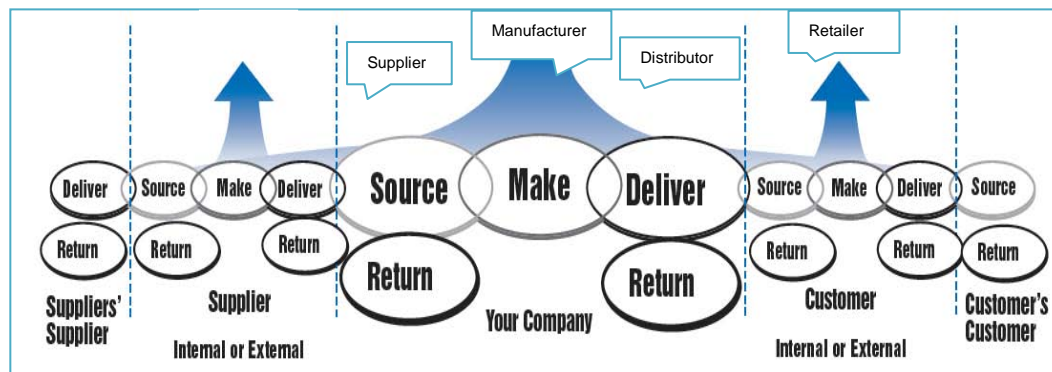 Manufacturer
Retailer
Supplier
Distributor
Deliver
Source
Make
Deliver
Source
Make
Deliver
Source
Make
Deliver
Source
Return
Return
Return
Return
Return
Return
Return
Return
Suppliers'
Supplier
Supplier
Your Company
Customer
Customer's
Customer
Internal or External
Internal or External